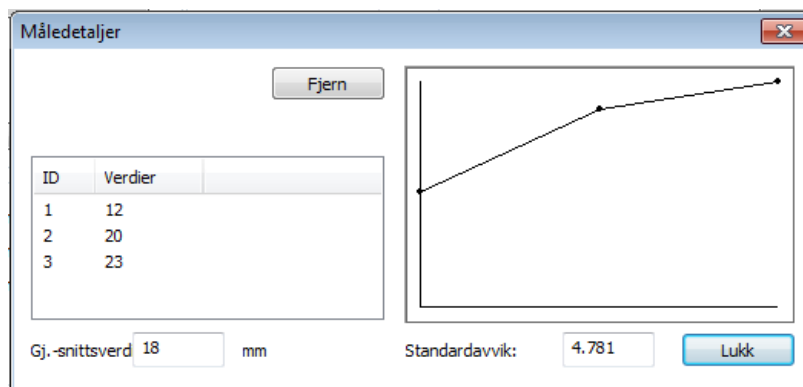 Måledetaljer
Fjern
ID Verdier
1 12
2 20
3 23
Gj.-snittsverd 18 mm Standardavvik: 4.781 Lukk